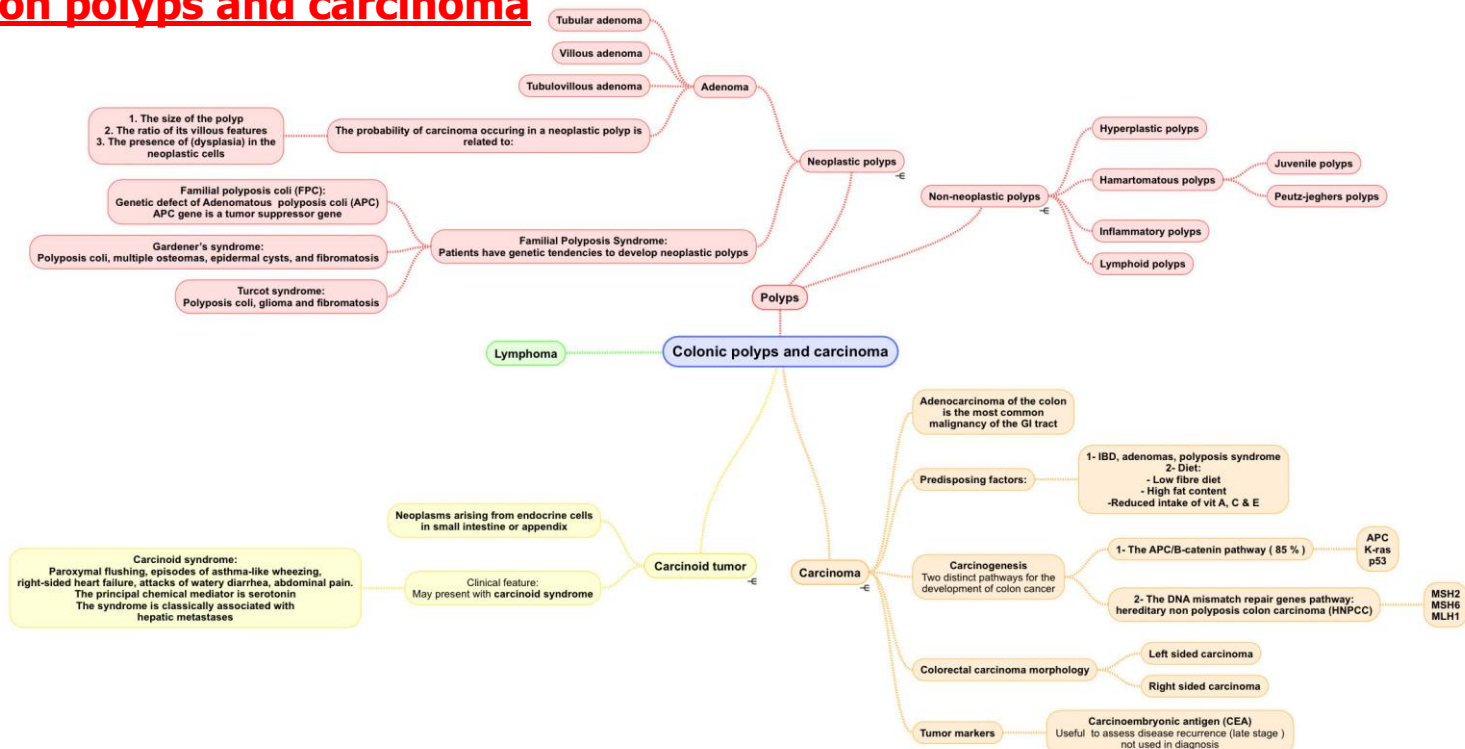 on polyps and carcinoma
Tubular adenoma
Villous adenoma
Tubulovillous adenoma
Adenoma
1. The size of the polyp
2. The ratio of its villous features
3. The presence of (dysplasia) in the
neoplastic cells
The probability of carcinoma occuring in a neoplastic polyp is
related to:
Neoplastic polyps
Familial polyposis coli (FPC):
Genetic defect of Adenomatous polyposis coli (APC)
APC gene is a tumor suppressor gene
Gardener's syndrome:
Polyposis coli, multiple osteomas, epidermal cysts, and fibromatosis
Turcot syndrome:
Polyposis coli, glioma and fibromatosis
Familial Polyposis Syndrome:
Patients have genetic tendencies to develop neoplastic polyps
Non-neoplastic polyps
Hyperplastic polyps
Hamartomatous polyps
Juvenile polyps
Peutz-jeghers polyps
Inflammatory polyps
Lymphoid polyps
Polyps
Lymphoma
Colonic polyps and carcinoma
Neoplasms arising from endocrine cells
in small intestine or appendix
Carcinoid syndrome:
Paroxymal flushing, episodes of asthma-like wheezing,
right-sided heart failure, attacks of watery diarrhea, abdominal pain.
The principal chemical mediator is serotonin
The syndrome is classically associated with
hepatic metastases
Clinical feature:
May present with carcinoid syndrome
Carcinoid tumor
Carcinoma
Adenocarcinoma of the colon
is the most common
malignancy of the GI tract
Predisposing factors:
1- IBD, adenomas, polyposis syndrome
2- Diet:
- Low fibre diet
- High fat content
-Reduced intake of vit A, C & E
Carcinogenesis
Two distinct pathways for the
development of colon cancer
1- The APC/B-catenin pathway ( 85 % )
APC
K-ras
p53
2- The DNA mismatch repair genes pathway:
hereditary non polyposis colon carcinoma (HNPCC)
MSH2
MSH6
MLH1
Colorectal carcinoma morphology
Left sided carcinoma
Right sided carcinoma
Tumor markers
Carcinoembryonic antigen (CEA)
Useful to assess disease recurrence (late stage )
not used in diagnosis